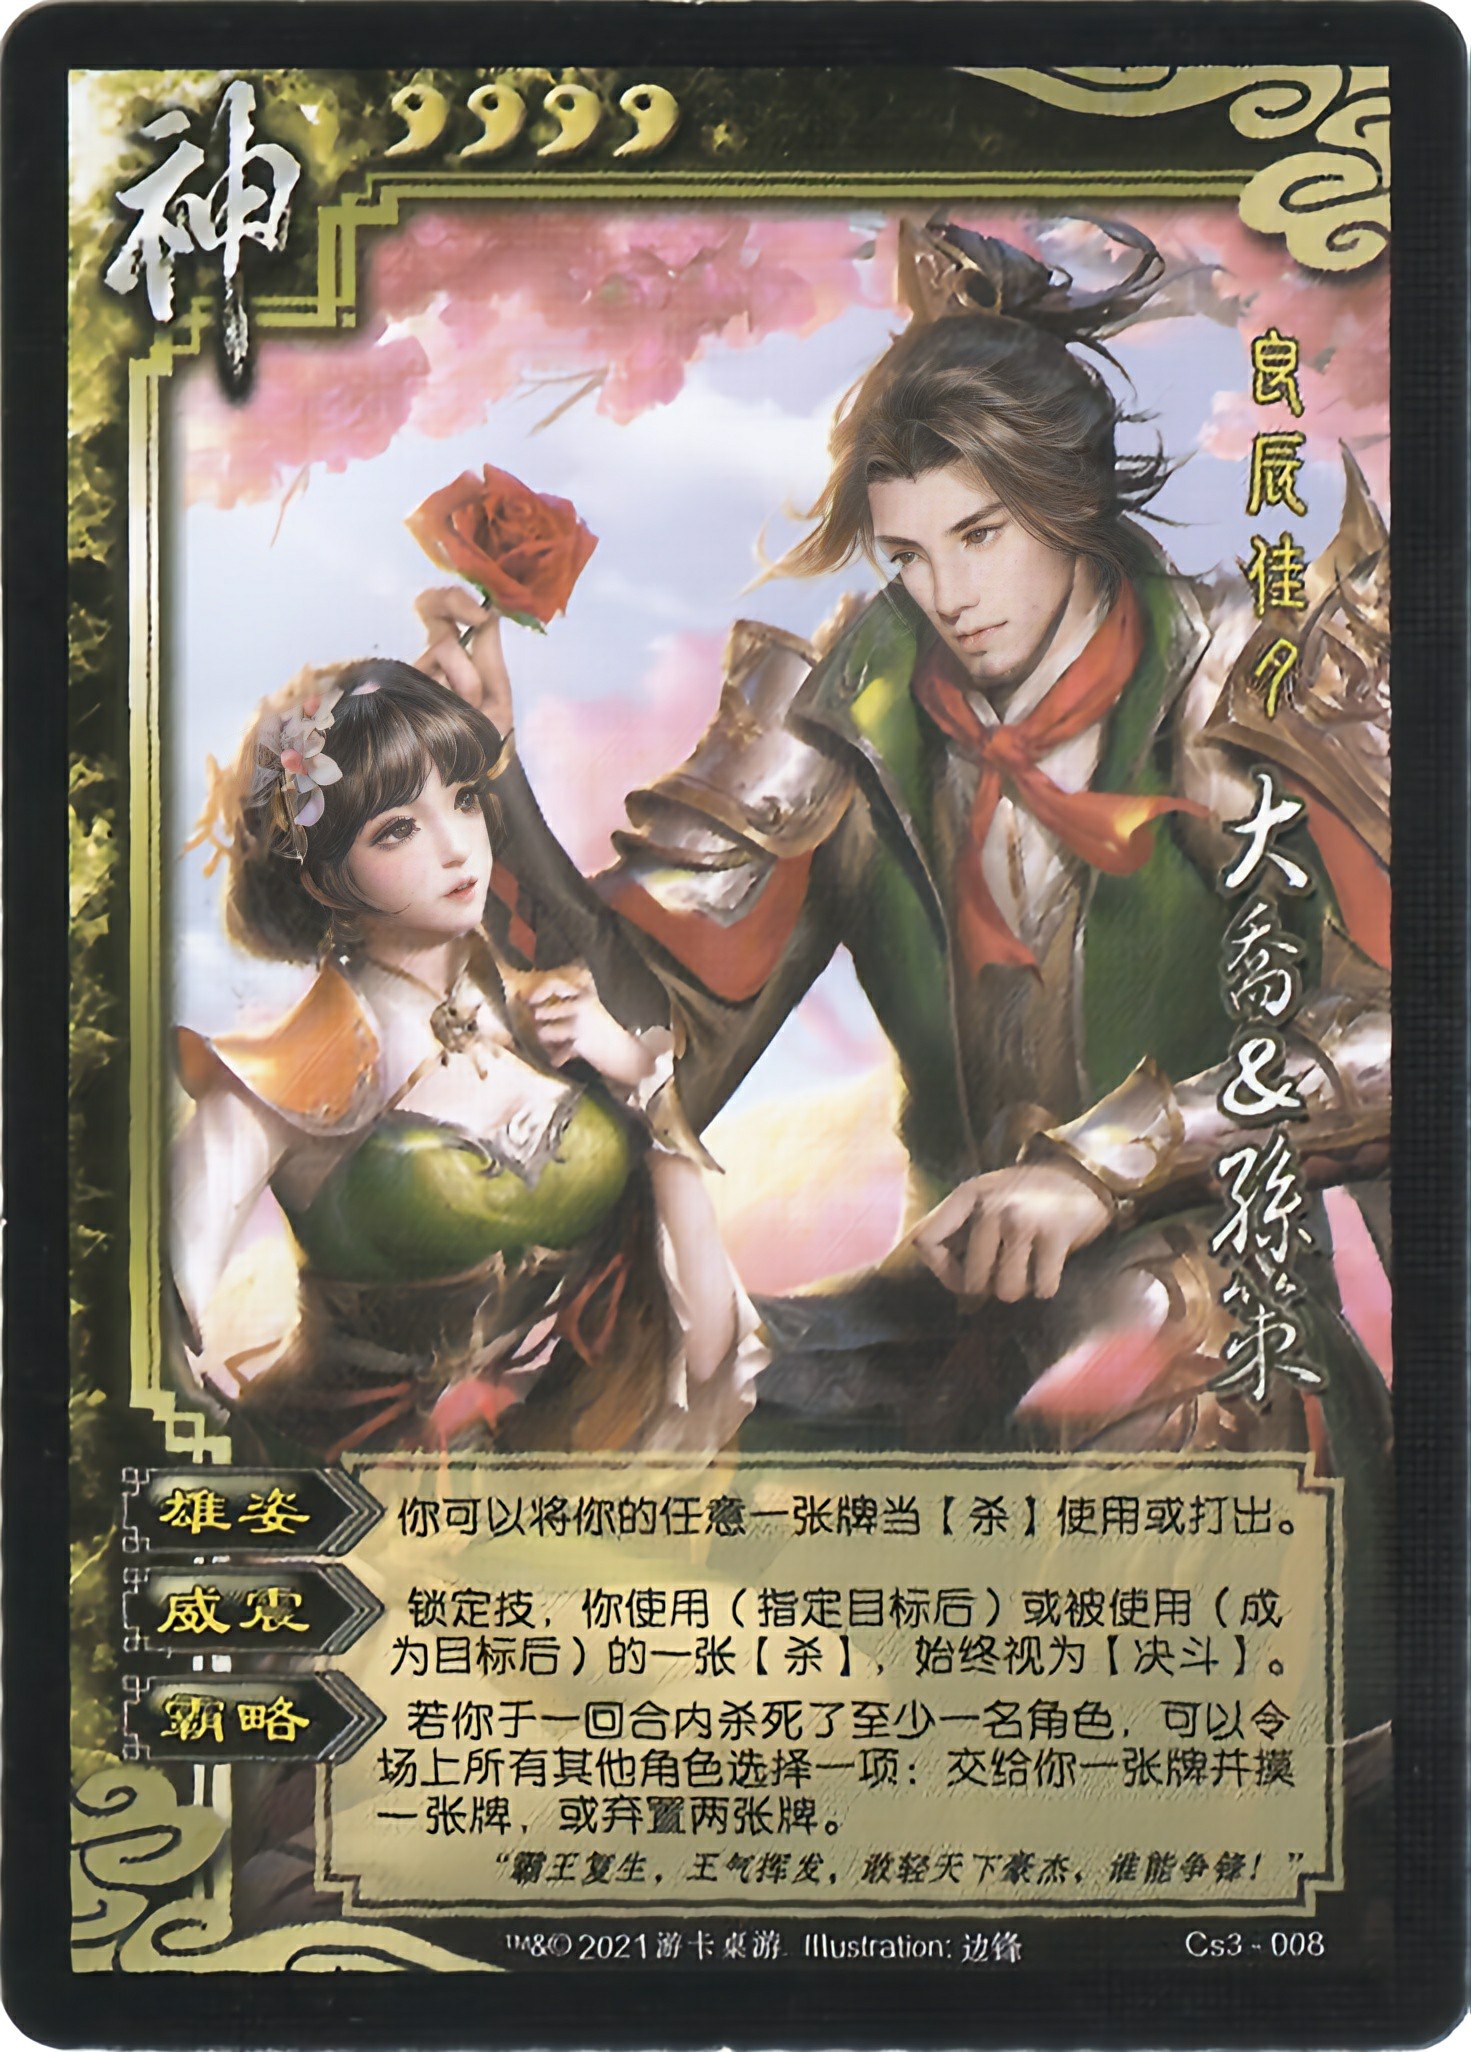 神
良辰佳夕
大喬&孫策
雄姿
你可以将你的任意一张牌当【杀】使用或打出。
威震
锁定技，你使用（指定目标后）或被使用（成
为目标后）的一张【杀】，始终视为【决斗】。
霸略
若你于一回合内杀死了至少一名角色，可以令
场上所有其他角色选择一项：交给你一张牌并摸
一张牌，或弃置两张牌。
“霸王复生，王气挥发，敢轻天下豪杰，谁能争锋！”
™&© 2021 游卡桌游. Illustration: 边锋
Cs3 - 008